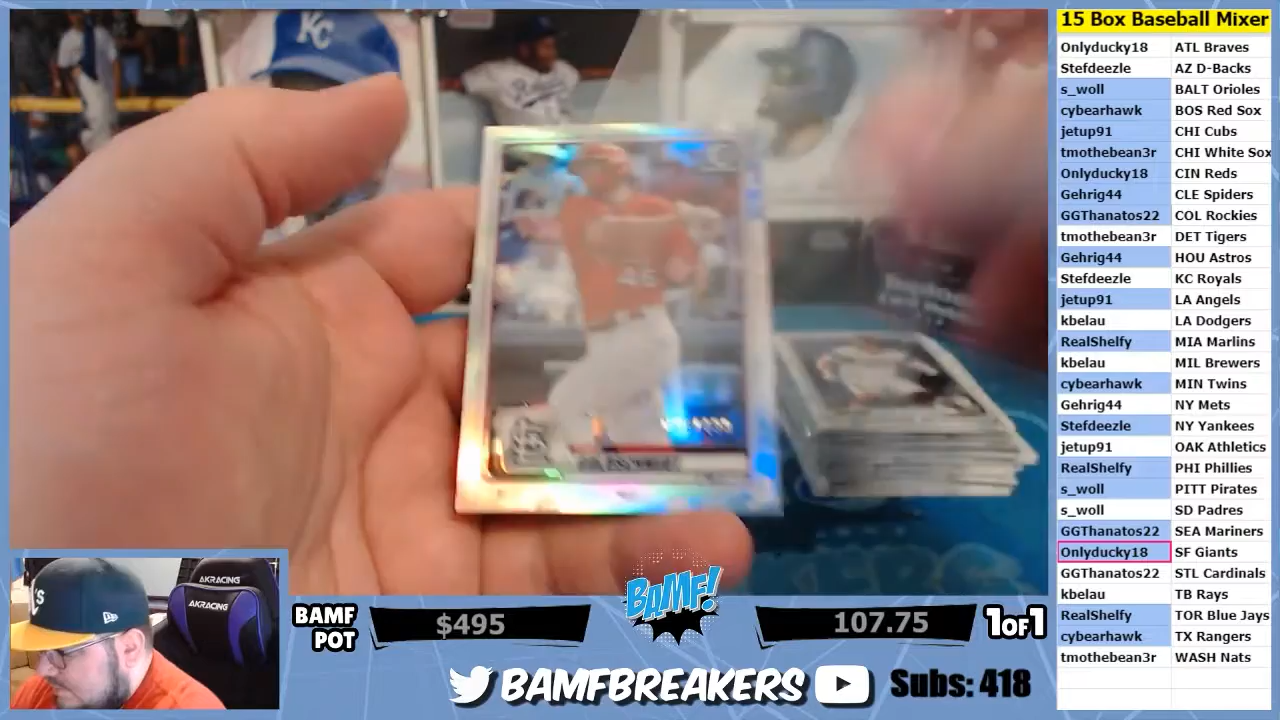 KC
46
GOLDSCHMIDT
AKRACING
AKRACING
BAMF
POT
$495
BAMF!
107.75
1 OF 1
BAMFBREAKERS
Subs: 418
15 Box Baseball Mixer
Onlyducky18 ATL Braves
Stefdeezle AZ D-Backs
s_woll BALT Orioles
cybearhawk BOS Red Sox
jetup91 CHI Cubs
tmothebean3r CHI White Sox
Onlyducky18 CIN Reds
Gehrig44 CLE Spiders
GGThanatos22 COL Rockies
tmothebean3r DET Tigers
Gehrig44 HOU Astros
Stefdeezle KC Royals
jetup91 LA Angels
kbelau LA Dodgers
RealShelfy MIA Marlins
kbelau MIL Brewers
cybearhawk MIN Twins
Gehrig44 NY Mets
Stefdeezle NY Yankees
jetup91 OAK Athletics
RealShelfy PHI Phillies
s_woll PITT Pirates
s_woll SD Padres
GGThanatos22 SEA Mariners
Onlyducky18 SF Giants
GGThanatos22 STL Cardinals
kbelau TB Rays
RealShelfy TOR Blue Jays
cybearhawk TX Rangers
tmothebean3r WASH Nats